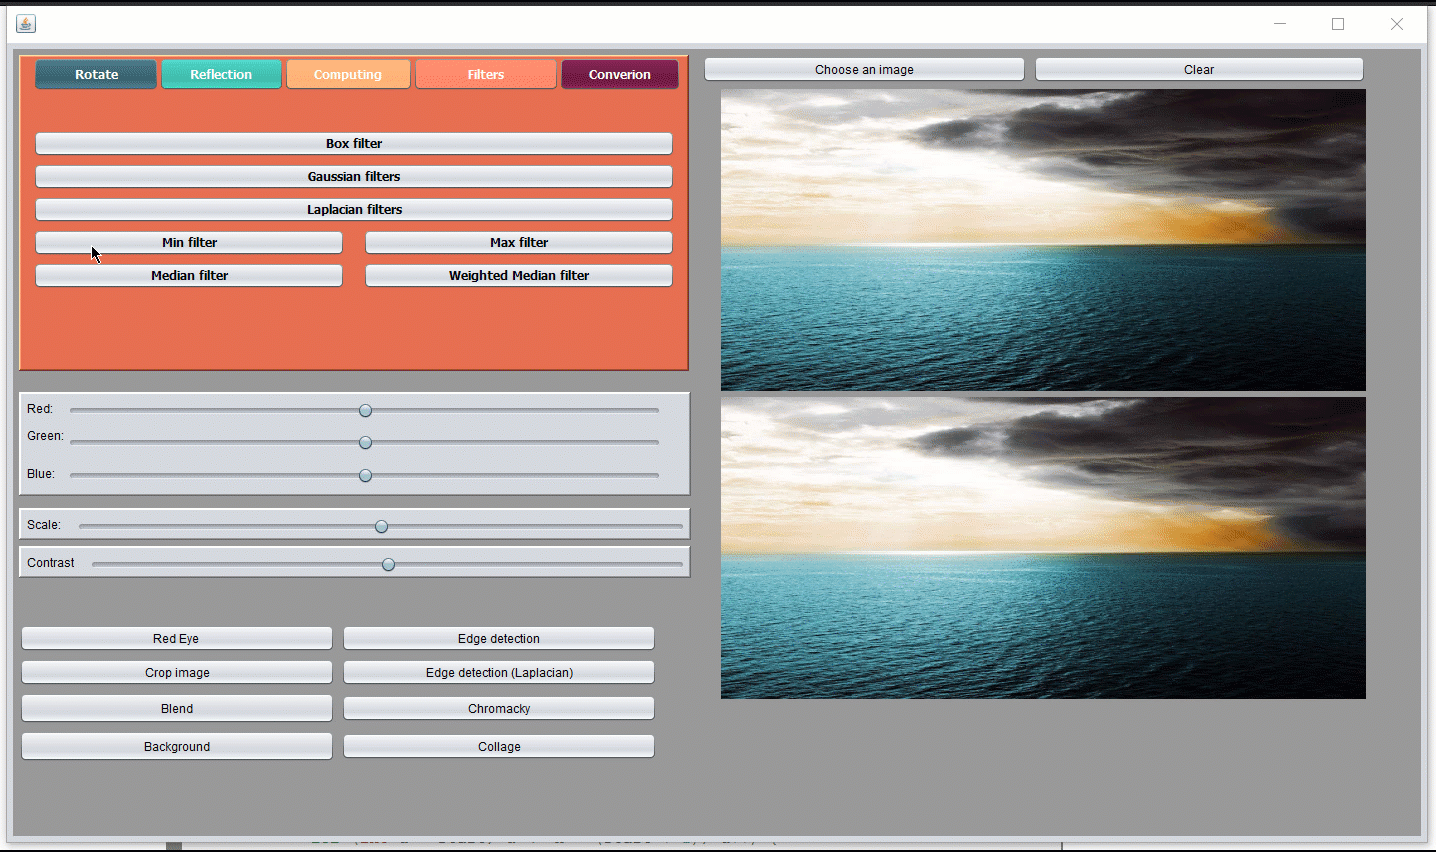 Rotate Reflection Computing Filters Converion
Box filter
Gaussian filters
Laplacian filters
Min filter Max filter
Median filter Weighted Median filter
Red:
Green:
Blue:
Scale:
Contrast
Red Eye Edge detection
Crop image Edge detection (Laplacian)
Blend Chromacky
Background Collage
Choose an image Clear